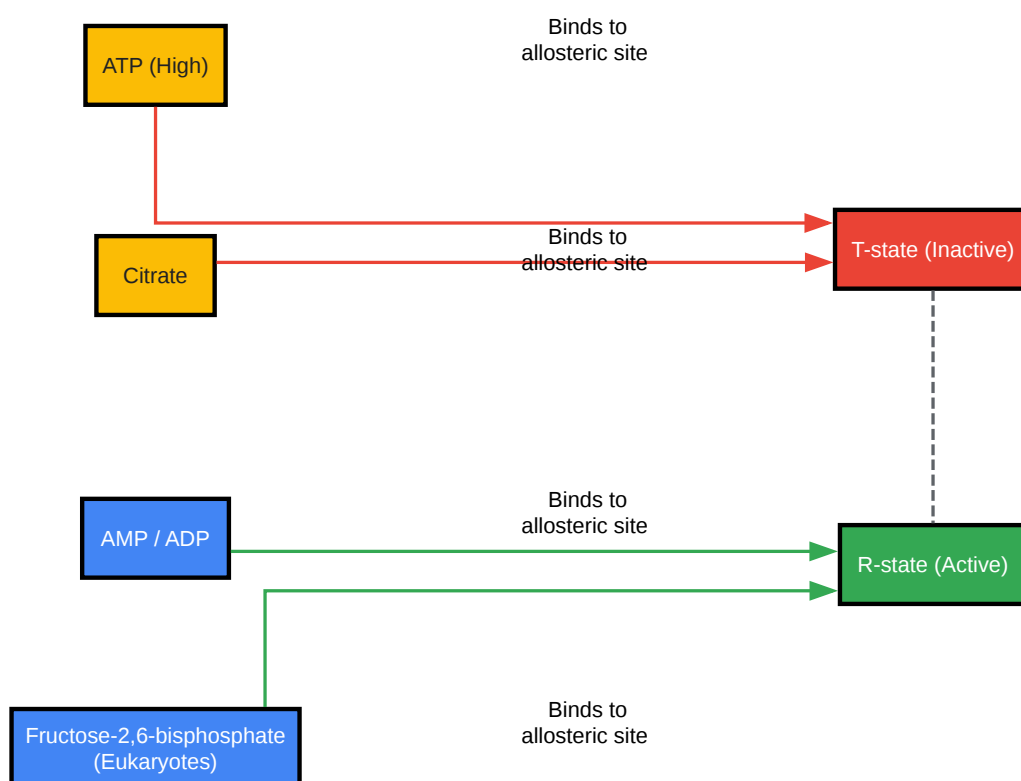 Binds to
allosteric site
ATP (High)
Binds to
allosteric site
T-state (Inactive)
Citrate
Binds to
allosteric site
AMP / ADP
R-state (Active)
Binds to
allosteric site
Fructose-2,6-bisphosphate
(Eukaryotes)